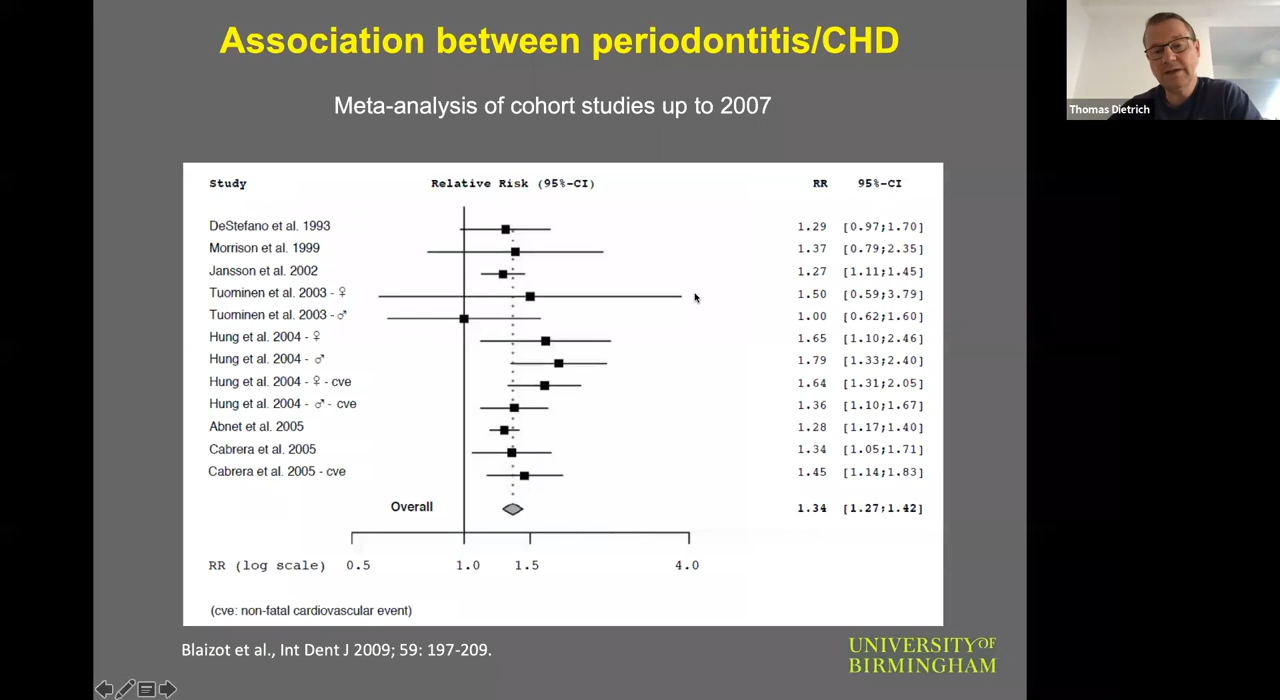 Association between periodontitis/CHD
Thomas Dietrich
Meta-analysis of cohort studies up to 2007
Study Relative Risk (95%-CI) RR 95%-CI
DeStefano et al. 1993 1.29 [0.97;1.70]
Morrison et al. 1999 1.37 [0.79;2.35]
Jansson et al. 2002 1.27 [1.11;1.45]
Tuominen et al. 2003 - ♀ 1.50 [0.59;3.79]
Tuominen et al. 2003 - ♂ 1.00 [0.62;1.60]
Hung et al. 2004 - ♀ 1.65 [1.10;2.46]
Hung et al. 2004 - ♂ 1.79 [1.33;2.40]
Hung et al. 2004 - ♀ - cve 1.64 [1.31;2.05]
Hung et al. 2004 - ♂ - cve 1.36 [1.10;1.67]
Abnet et al. 2005 1.28 [1.17;1.40]
Cabrera et al. 2005 1.34 [1.05;1.71]
Cabrera et al. 2005 - cve 1.45 [1.14;1.83]
Overall 1.34 [1.27;1.42]
RR (log scale) 0.5 1.0 1.5 4.0
(cve: non-fatal cardiovascular event)
Blaizot et al., Int Dent J 2009; 59: 197-209.
UNIVERSITY OF
BIRMINGHAM